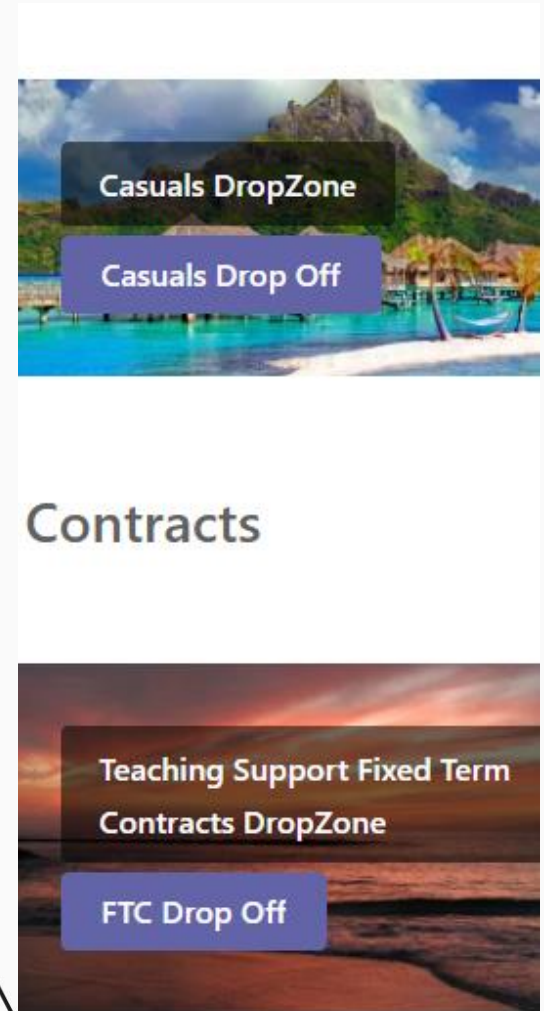 Casuals DropZone
Casuals Drop Off
Contracts
Teaching Support Fixed Term
Contracts DropZone
FTC Drop Off